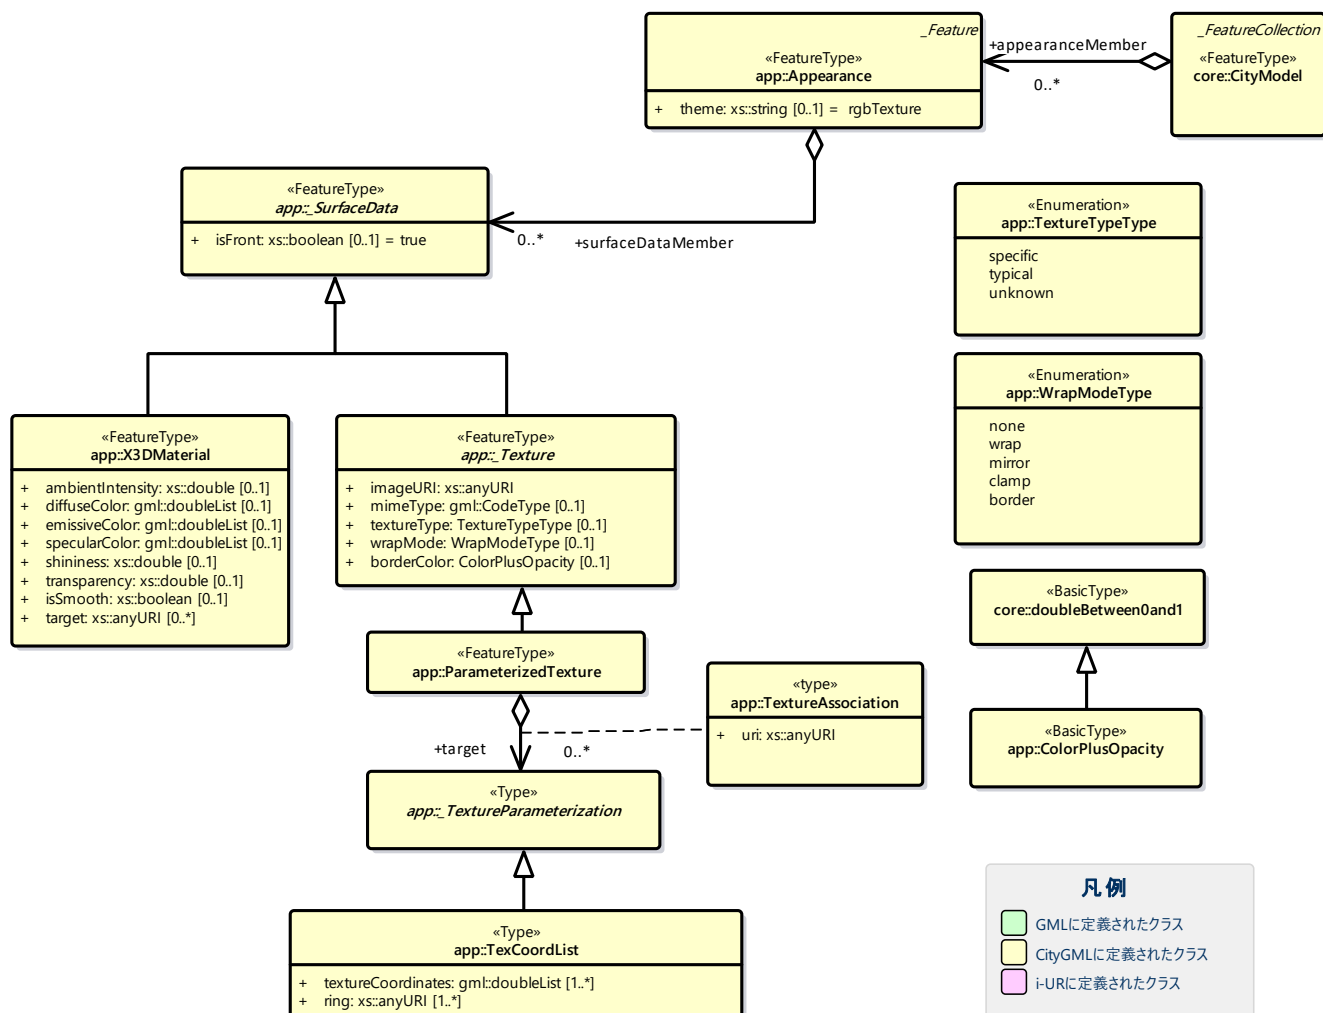 _Feature
«FeatureType»
app::Appearance
+ theme: xs::string [0..1] = rgbTexture
+appearanceMember
0..*
_FeatureCollection
«FeatureType»
core::CityModel
«FeatureType»
app::_SurfaceData
+ isFront: xs::boolean [0..1] = true
0..*
+surfaceDataMember
«Enumeration»
app::TextureTypeType
specific
typical
unknown
«Enumeration»
app::WrapModeType
none
wrap
mirror
clamp
border
«FeatureType»
app::X3DMaterial
+ ambientIntensity: xs::double [0..1]
+ diffuseColor: gml::doubleList [0..1]
+ emissiveColor: gml::doubleList [0..1]
+ specularColor: gml::doubleList [0..1]
+ shininess: xs::double [0..1]
+ transparency: xs::double [0..1]
+ isSmooth: xs::boolean [0..1]
+ target: xs::anyURI [0..*]
«FeatureType»
app::_Texture
+ imageURI: xs::anyURI
+ mimeType: gml::CodeType [0..1]
+ textureType: TextureTypeType [0..1]
+ wrapMode: WrapModeType [0..1]
+ borderColor: ColorPlusOpacity [0..1]
«BasicType»
core::doubleBetween0and1
«FeatureType»
app::ParameterizedTexture
«type»
app::TextureAssociation
+ uri: xs::anyURI
«BasicType»
app::ColorPlusOpacity
+target
0..*
«Type»
app::_TextureParameterization
«Type»
app::TexCoordList
+ textureCoordinates: gml::doubleList [1..*]
+ ring: xs::anyURI [1..*]
凡例
GMLに定義されたクラス
CityGMLに定義されたクラス
i-URに定義されたクラス